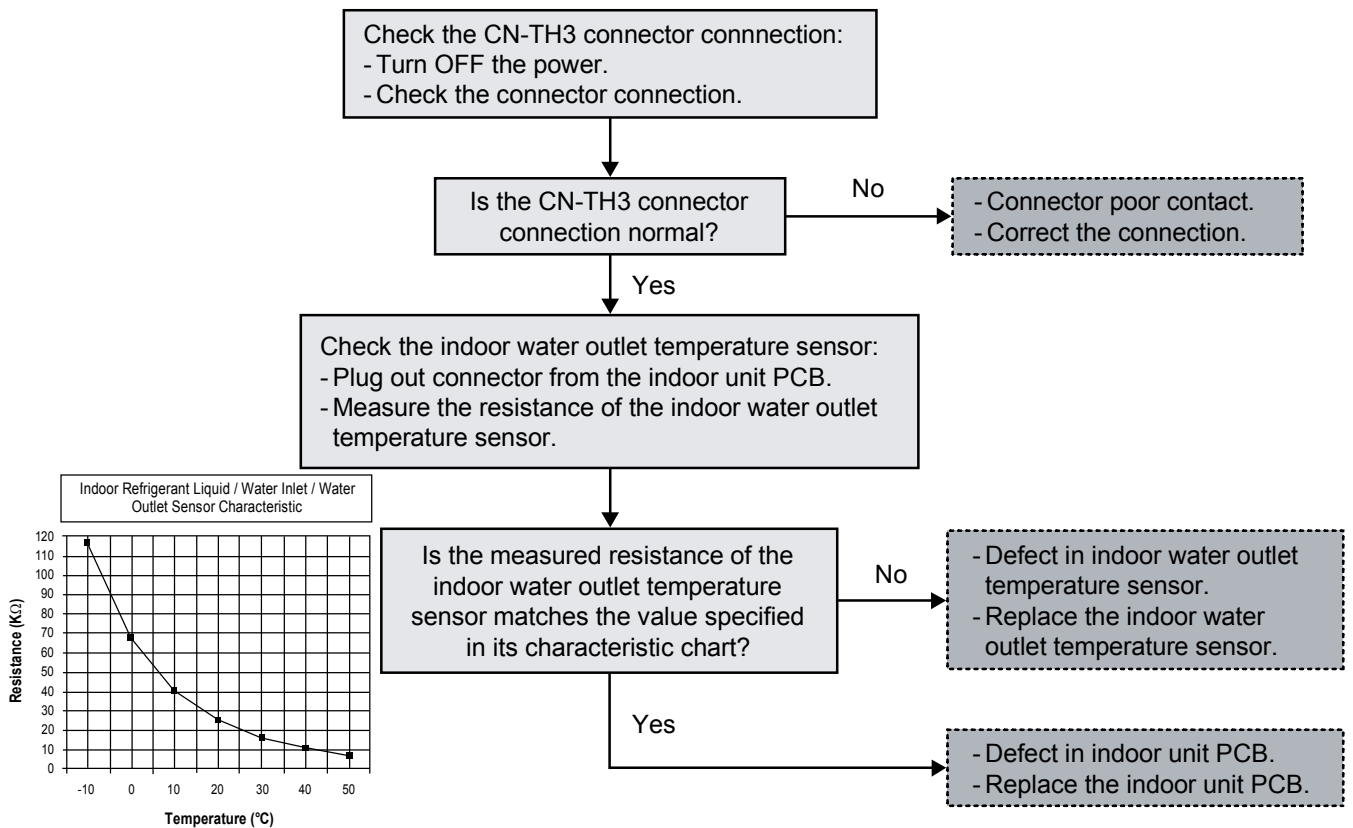 Check the CN-TH3 connector connnection:
- Turn OFF the power.
- Check the connector connection.
Is the CN-TH3 connector
connection normal?
No
- Connector poor contact.
- Correct the connection.
Yes
Check the indoor water outlet temperature sensor:
- Plug out connector from the indoor unit PCB.
- Measure the resistance of the indoor water outlet
temperature sensor.
Indoor Refrigerant Liquid / Water Inlet / Water
Outlet Sensor Characteristic
120
110
100
90
80
70
60
50
40
30
20
10
0
Resistance (KΩ)
-10 0 10 20 30 40 50
Temperature (ºC)
Is the measured resistance of the
indoor water outlet temperature
sensor matches the value specified
in its characteristic chart?
No
- Defect in indoor water outlet
temperature sensor.
- Replace the indoor water
outlet temperature sensor.
Yes
- Defect in indoor unit PCB.
- Replace the indoor unit PCB.